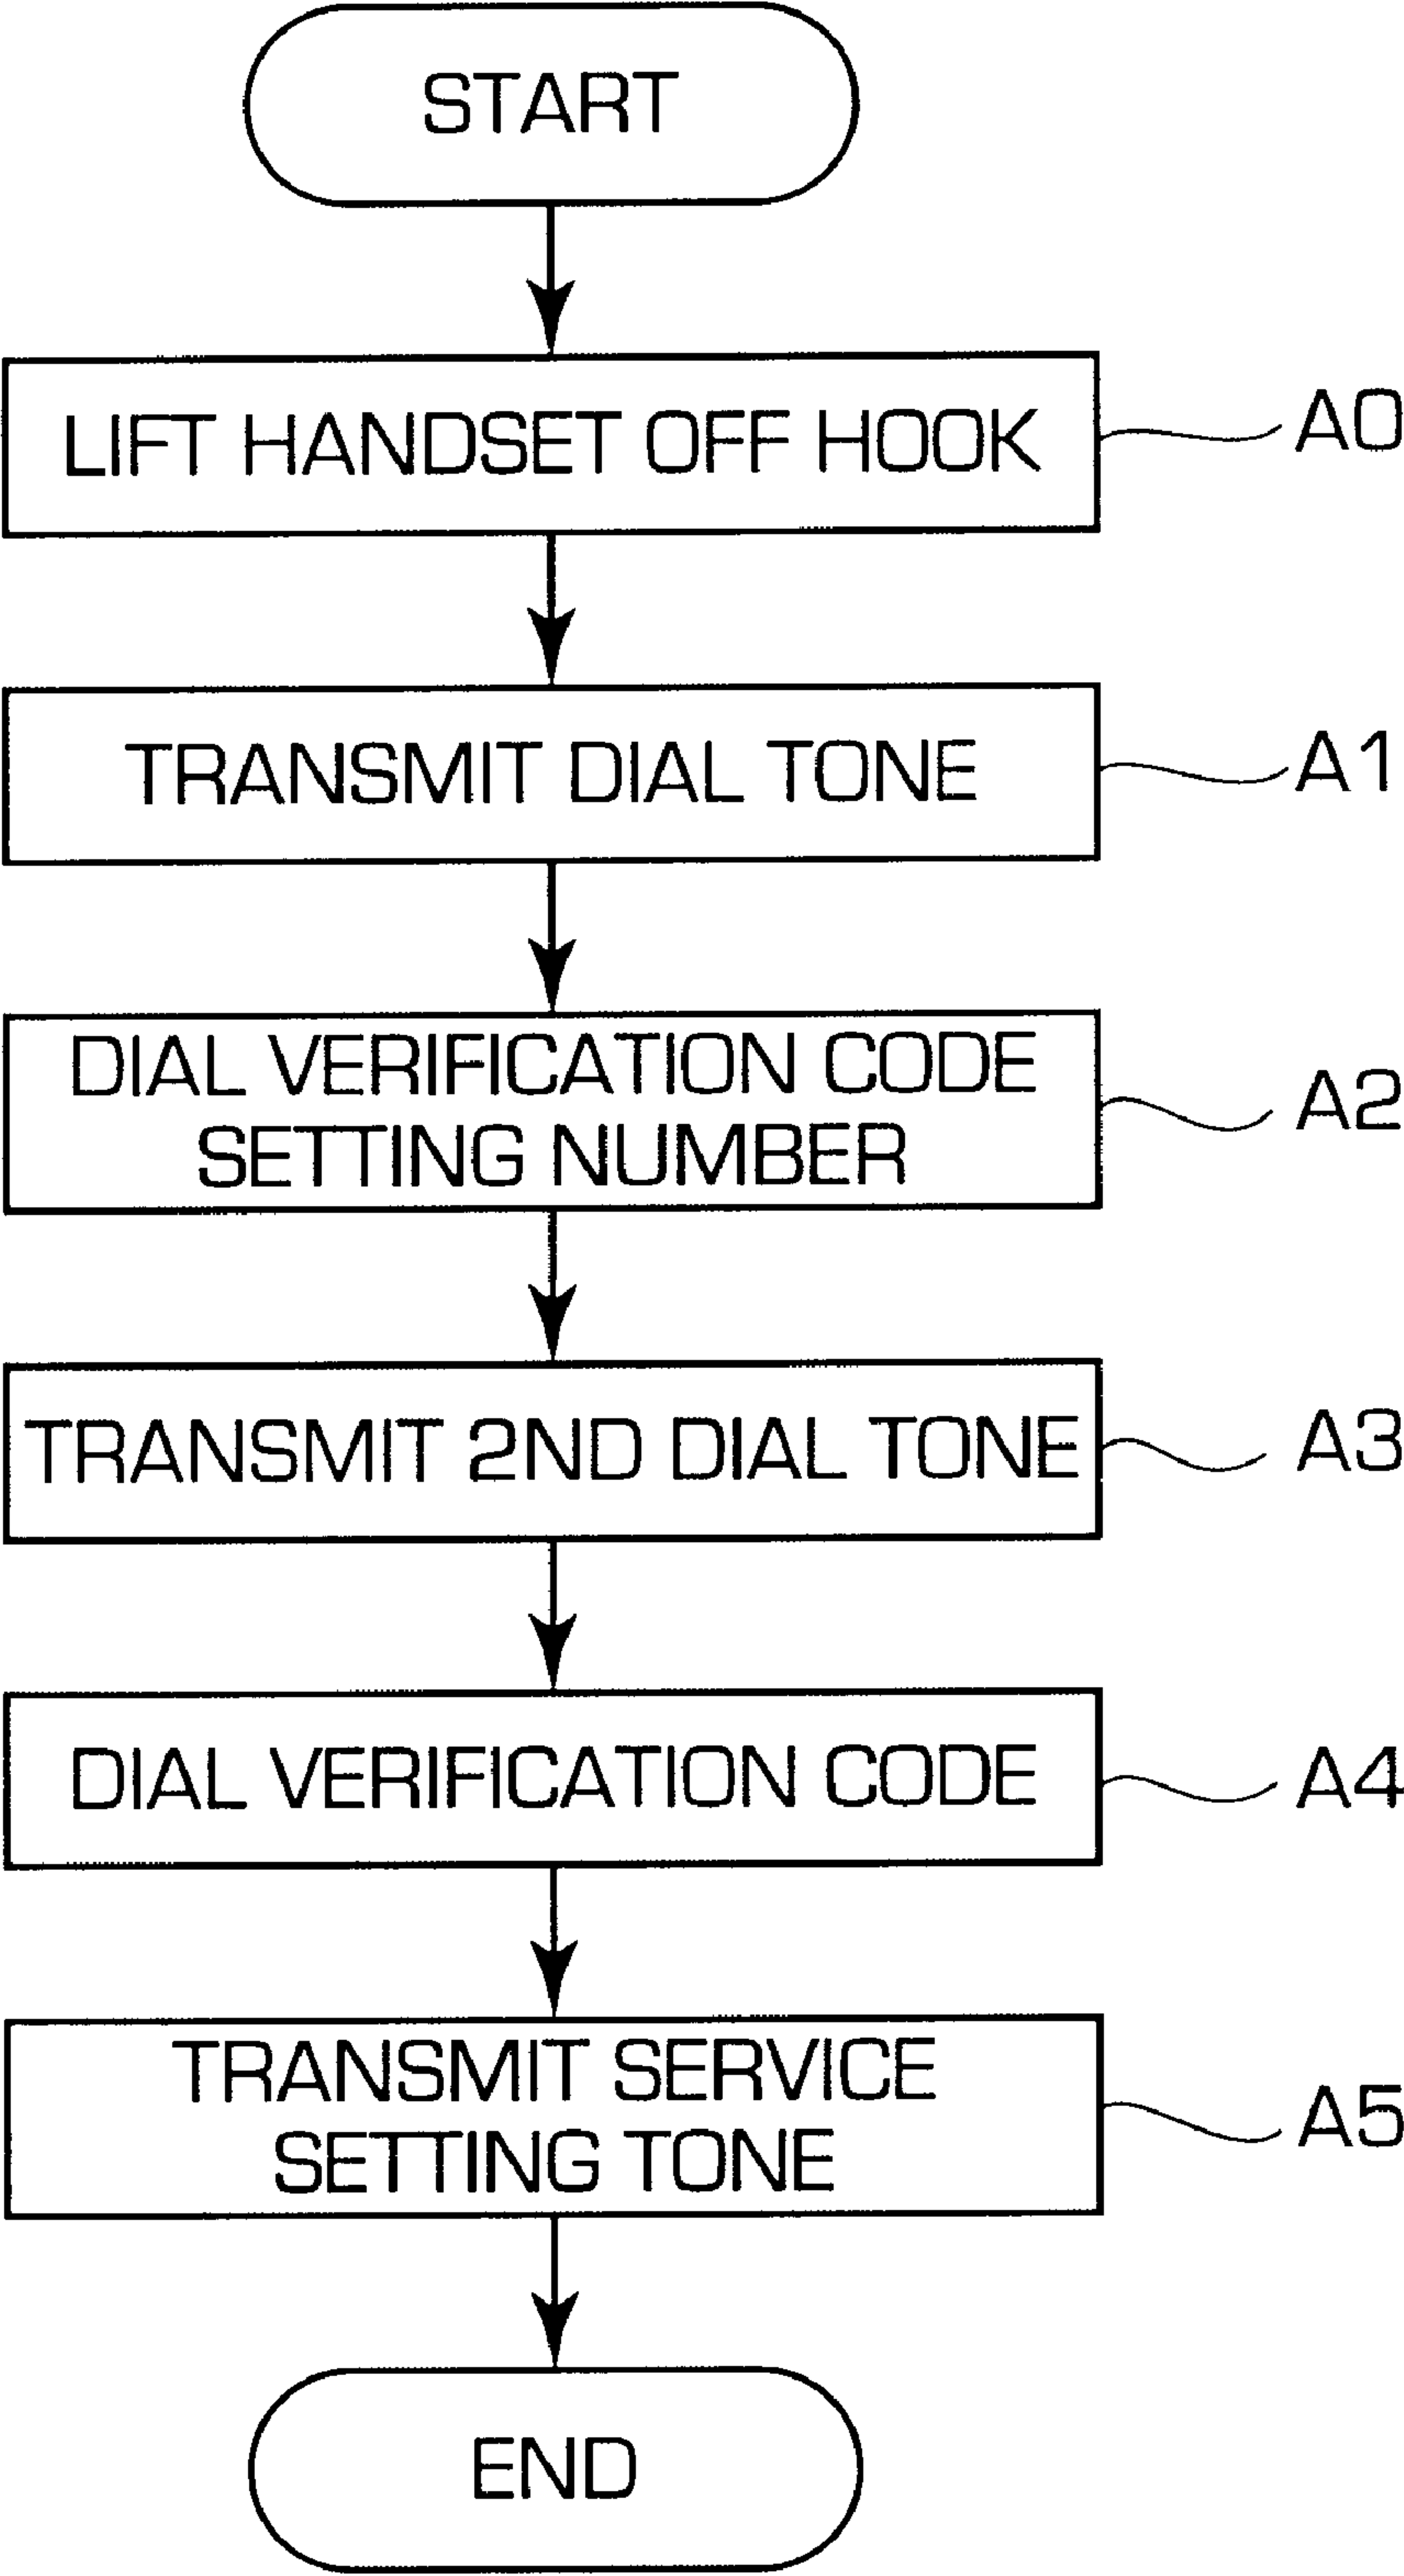 START
LIFT HANDSET OFF HOOK
A0
TRANSMIT DIAL TONE
A1
DIAL VERIFICATION CODE
SETTING NUMBER
A2
TRANSMIT 2ND DIAL TONE
A3
DIAL VERIFICATION CODE
A4
TRANSMIT SERVICE
SETTING TONE
A5
END